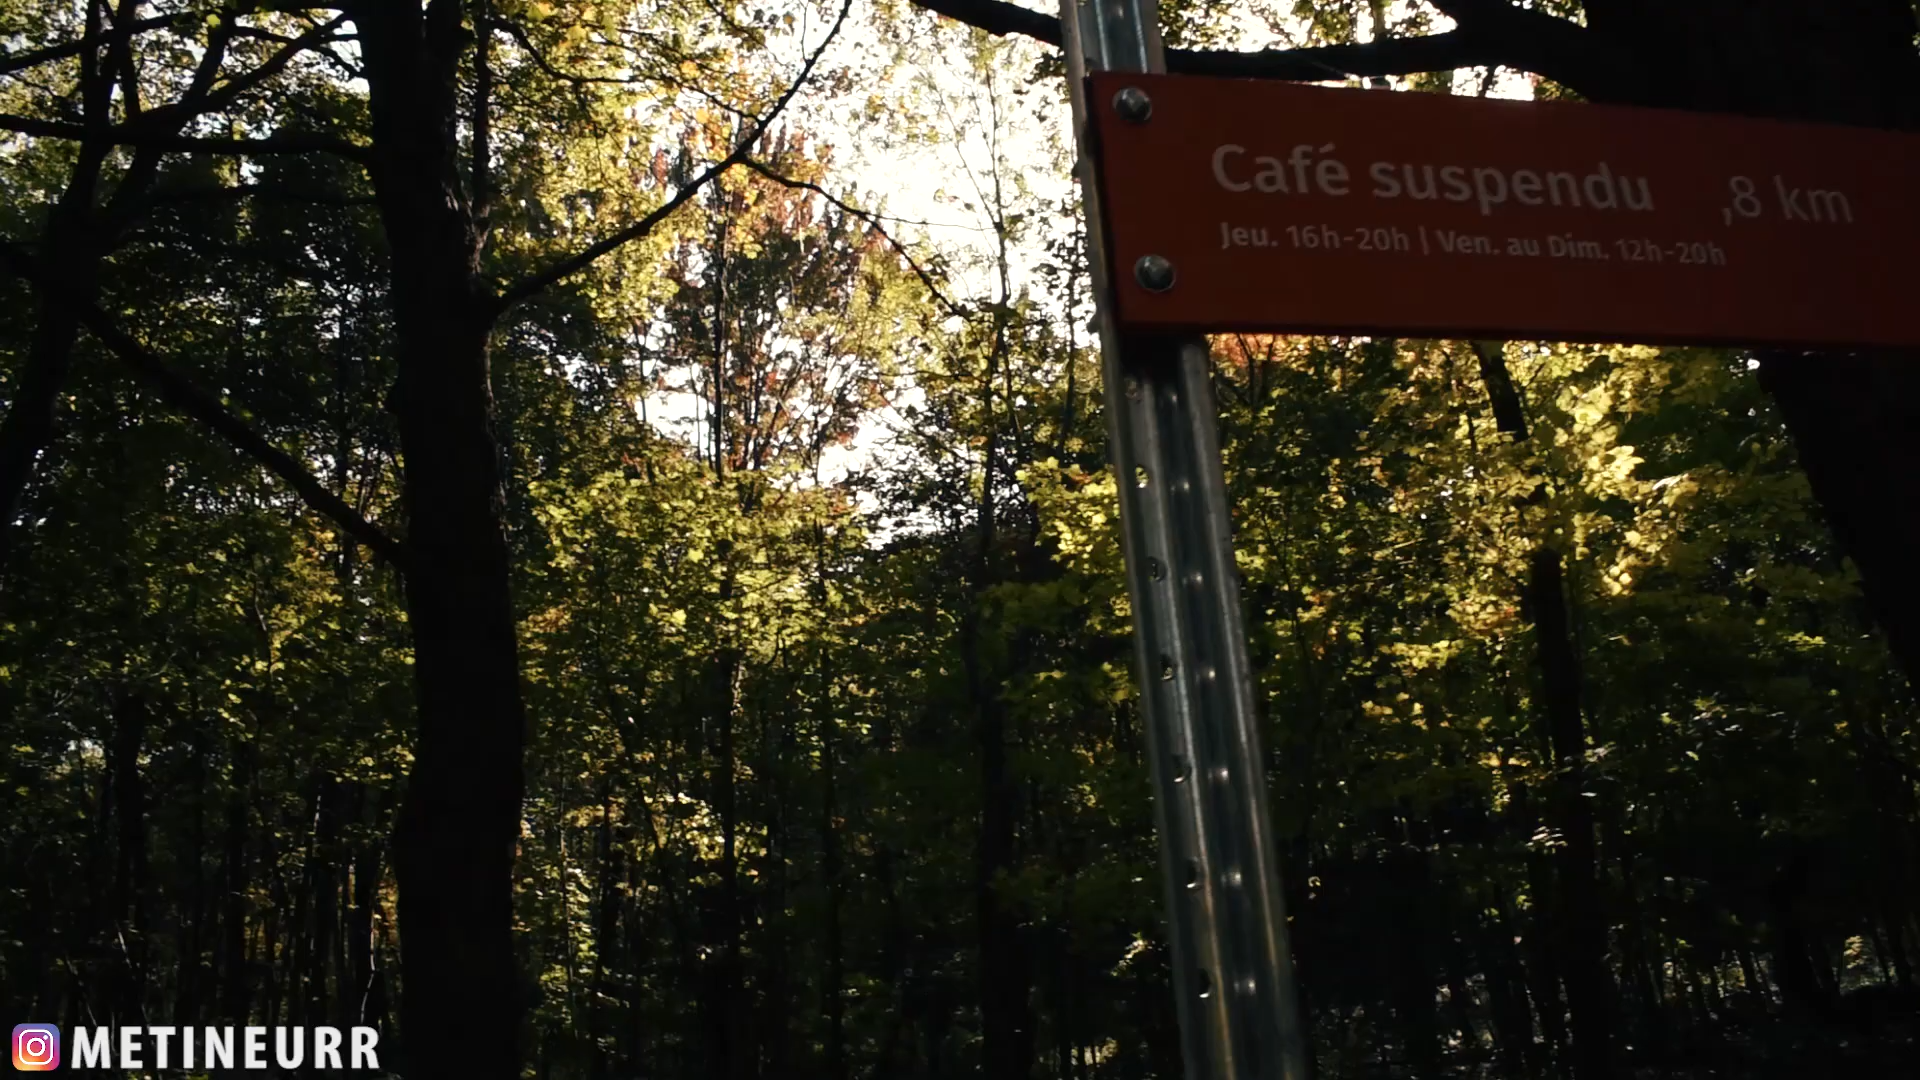 Café suspendu ,8 km
Jeu. 16h-20h | Ven. au Dim. 12h-20h
METINEURR